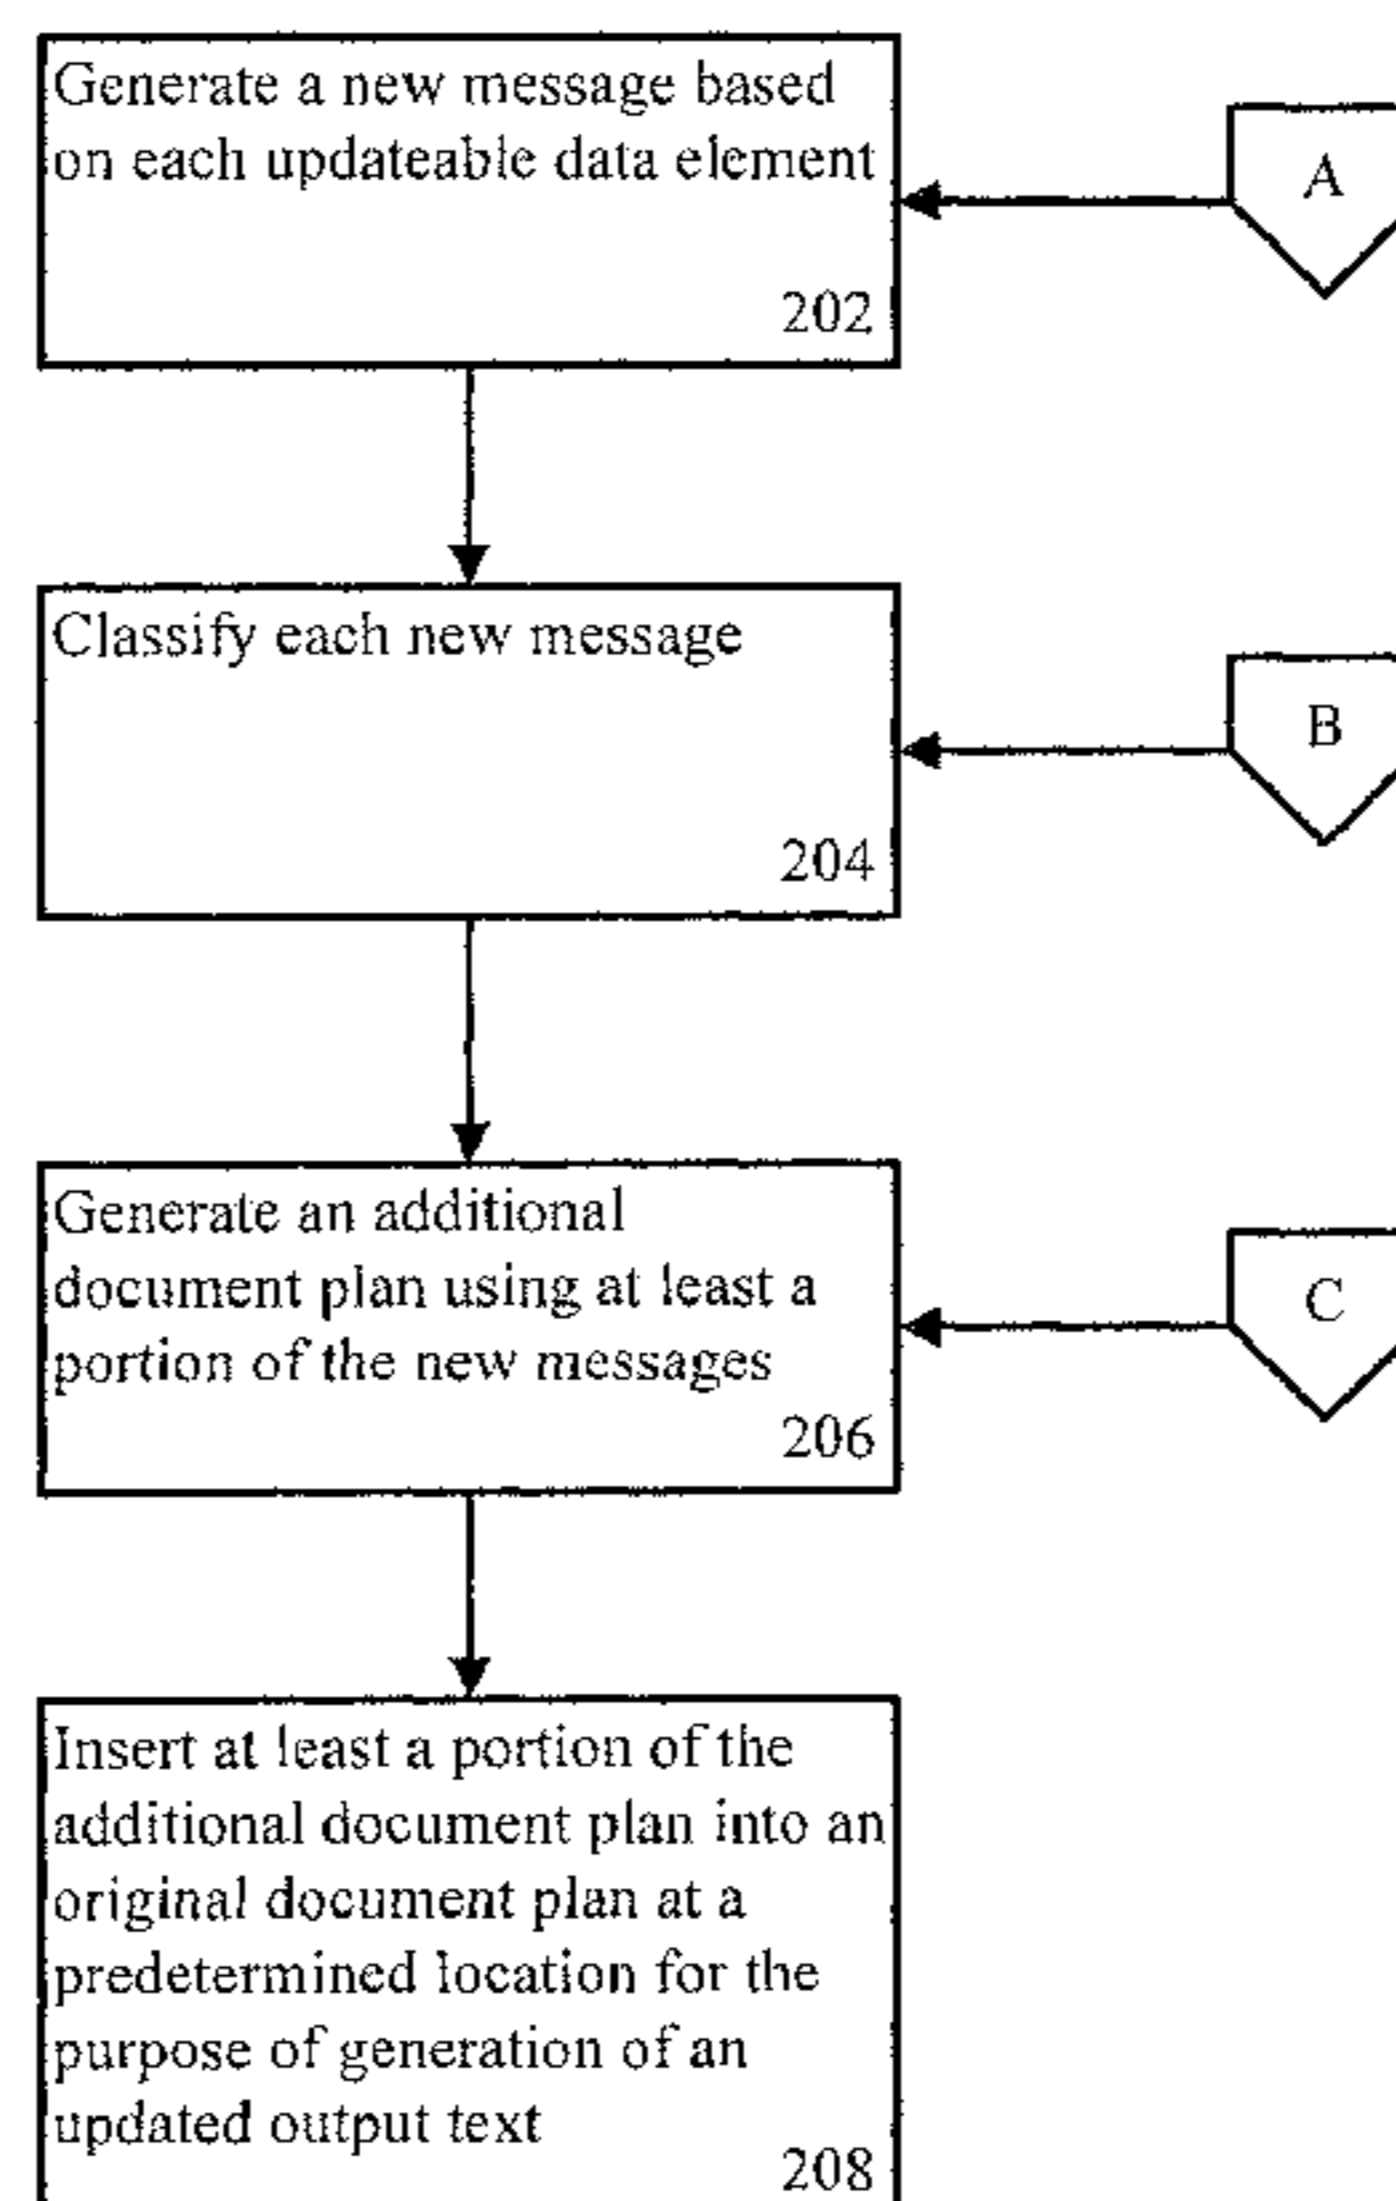 Generate a new message based
on each updateable data element
202
A
Classify each new message
204
B
Generate an additional
document plan using at least a
portion of the new messages
206
C
Insert at least a portion of the
additional document plan into an
original document plan at a
predetermined location for the
purpose of generation of an
updated output text
208